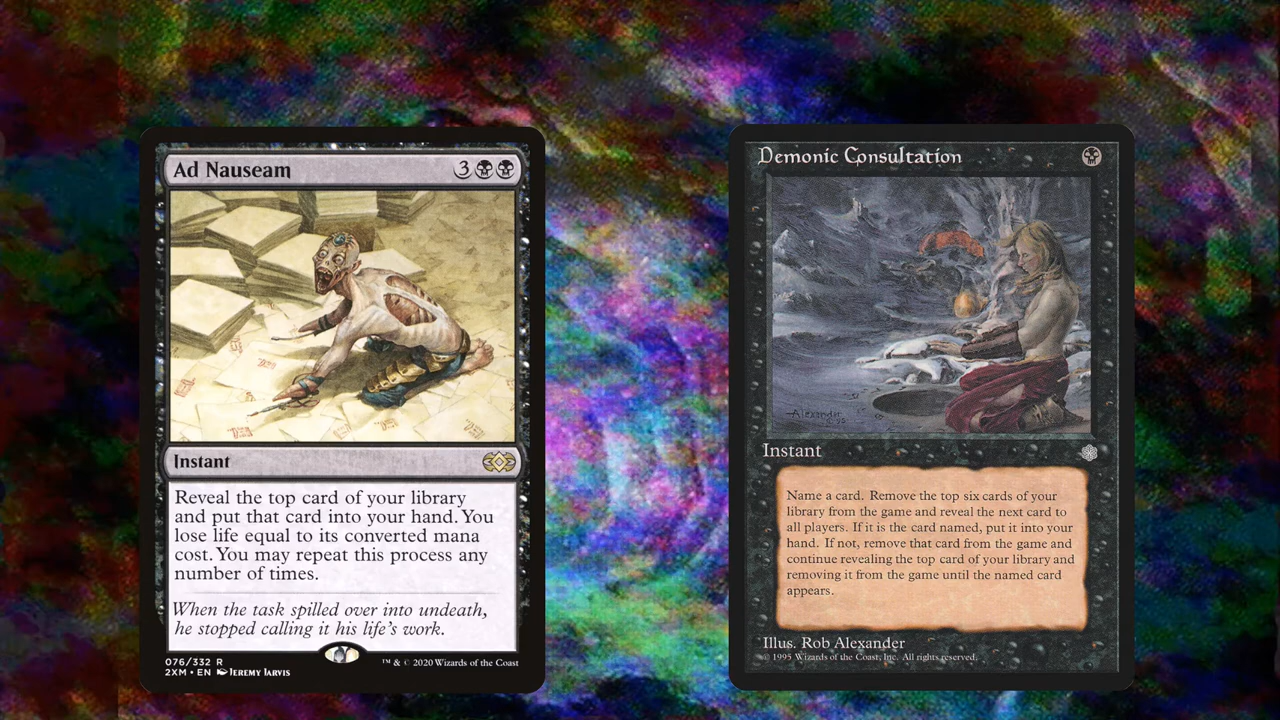 Ad Nauseam 3
Instant
Reveal the top card of your library
and put that card into your hand. You
lose life equal to its converted mana
cost. You may repeat this process any
number of times.
When the task spilled over into undeath,
he stopped calling it his life's work.
076/332 R
2XM • EN Jeremy Jarvis
™ & © 2020 Wizards of the Coast
Demonic Consultation
Alexander
Instant
Name a card. Remove the top six cards of your
library from the game and reveal the next card to
all players. If it is the card named, put it into your
hand. If not, remove that card from the game and
continue revealing the top card of your library and
removing it from the game until the named card
appears.
Illus. Rob Alexander
© 1995 Wizards of the Coast, Inc. All rights reserved.